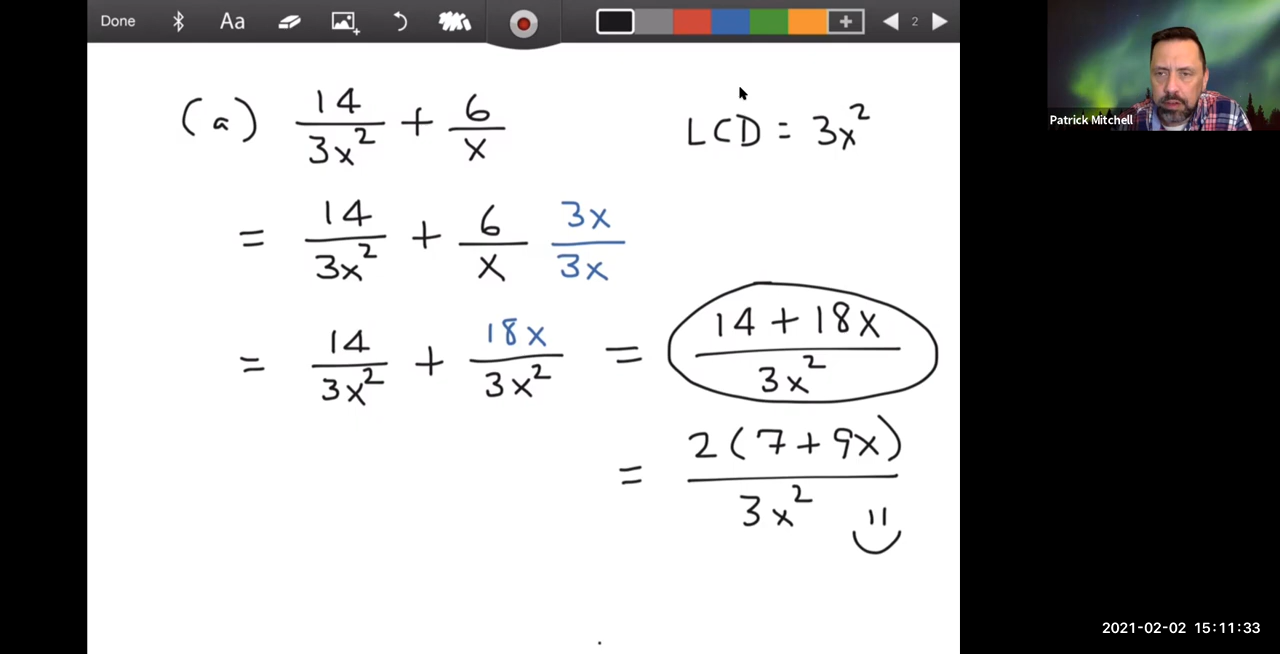 Done Aa 2
Patrick Mitchell
(a) 14/3x² + 6/x LCD = 3x²
= 14/3x² + 6/x 3x/3x
= 14/3x² + 18x/3x² = 14 + 18x/3x²
= 2(7+9x)/3x²
2021-02-02 15:11:33